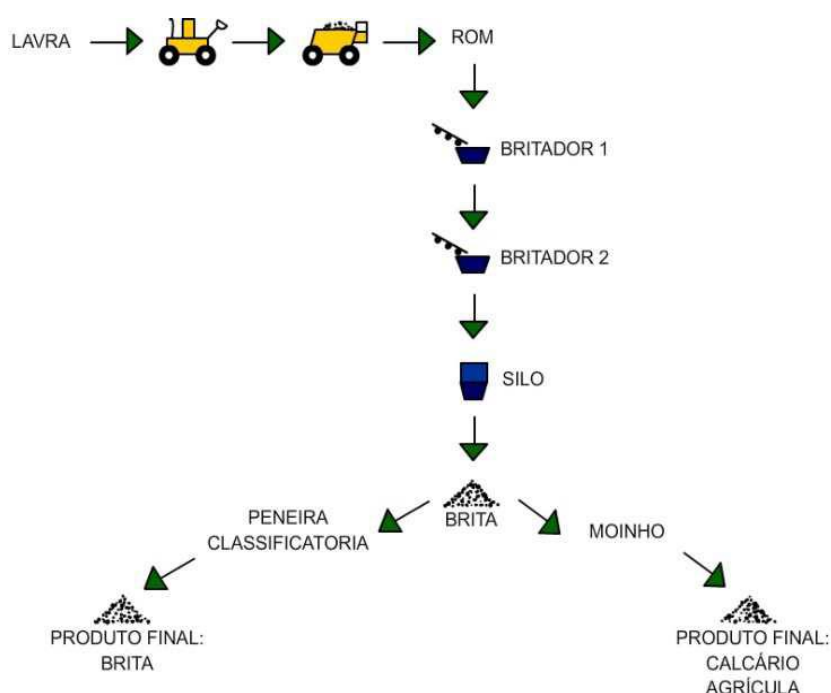 LAVRA
ROM
BRITADOR 1
BRITADOR 2
SILO
BRITA
PENEIRA
CLASSIFICATORIA
MOINHO
PRODUTO FINAL:
BRITA
PRODUTO FINAL:
CALCÁRIO
AGRÍCULA